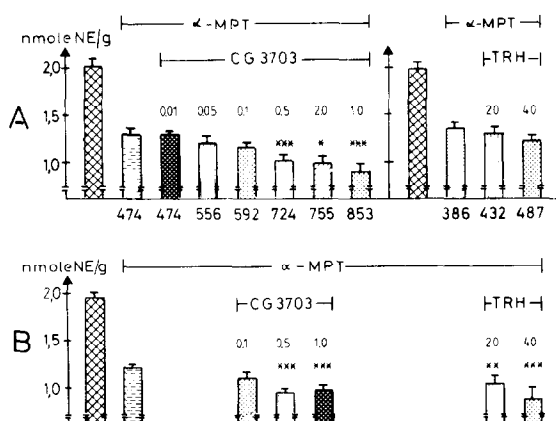 ⍺-MPT ⍺-MPT
nmole NE/g
CG 3703 TRH
2,0
0.01 0.05 0.1 0.5 2.0 1.0 20 40
1,5
A
*** * ***
1,0
474 474 556 592 724 755 853 386 432 487
nmole NE/g ⍺-MPT
2,0
CG 3703 TRH
0.1 0.5 1.0 20 40
1,5
B
*** *** ** ***
1,0